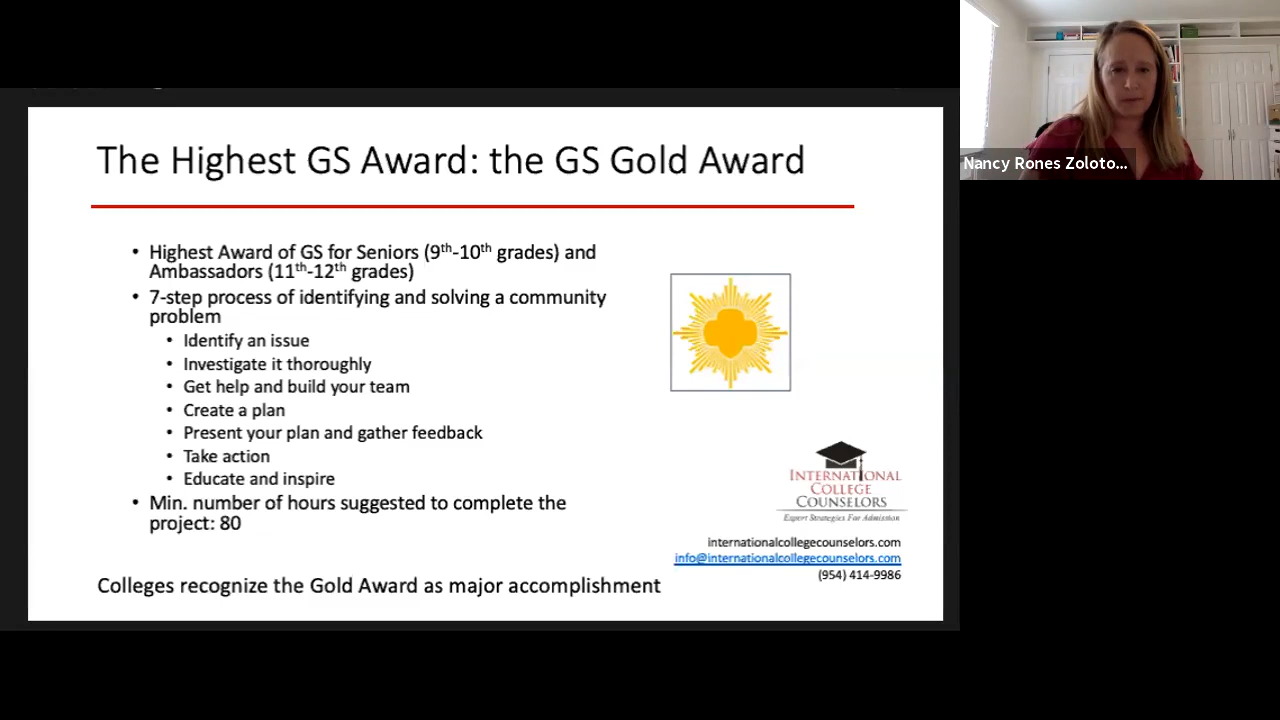 The Highest GS Award: the GS Gold Award
• Highest Award of GS for Seniors (9th-10th grades) and
Ambassadors (11th-12th grades)
• 7-step process of identifying and solving a community
problem
• Identify an issue
• Investigate it thoroughly
• Get help and build your team
• Create a plan
• Present your plan and gather feedback
• Take action
• Educate and inspire
• Min. number of hours suggested to complete the
project: 80
Colleges recognize the Gold Award as major accomplishment
INTERNATIONAL
COLLEGE
COUNSELORS
Expert Strategies For Admission
internationalcollegecounselors.com
info@internationalcollegecounselors.com
(954) 414-9986
Nancy Rones Zoloto...